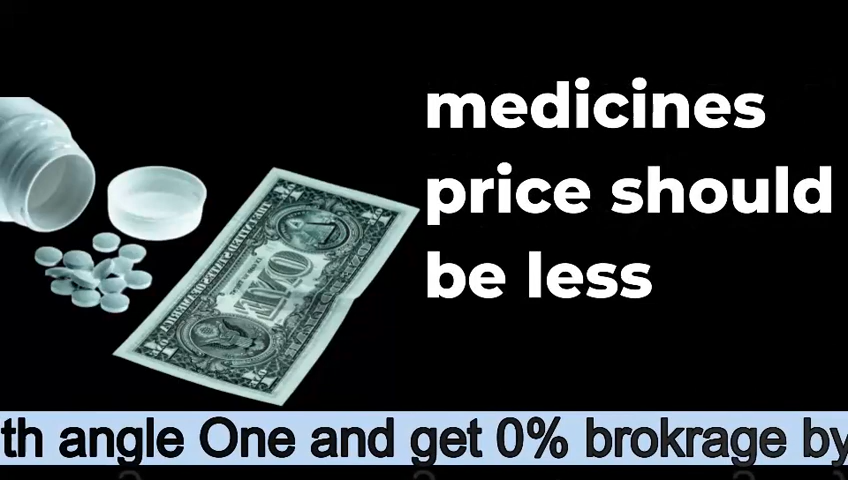 medicines
price should
be less
th angle One and get 0% brokrage by